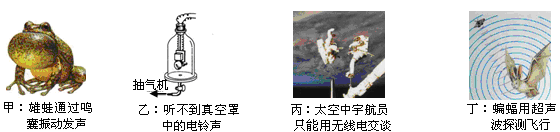 抽气机
甲：雄蛙通过鸣
囊振动发声
乙：听不到真空罩
中的电铃声
丙：太空中宇航员
只能用无线电交谈
丁：蝙蝠用超声
波探测飞行